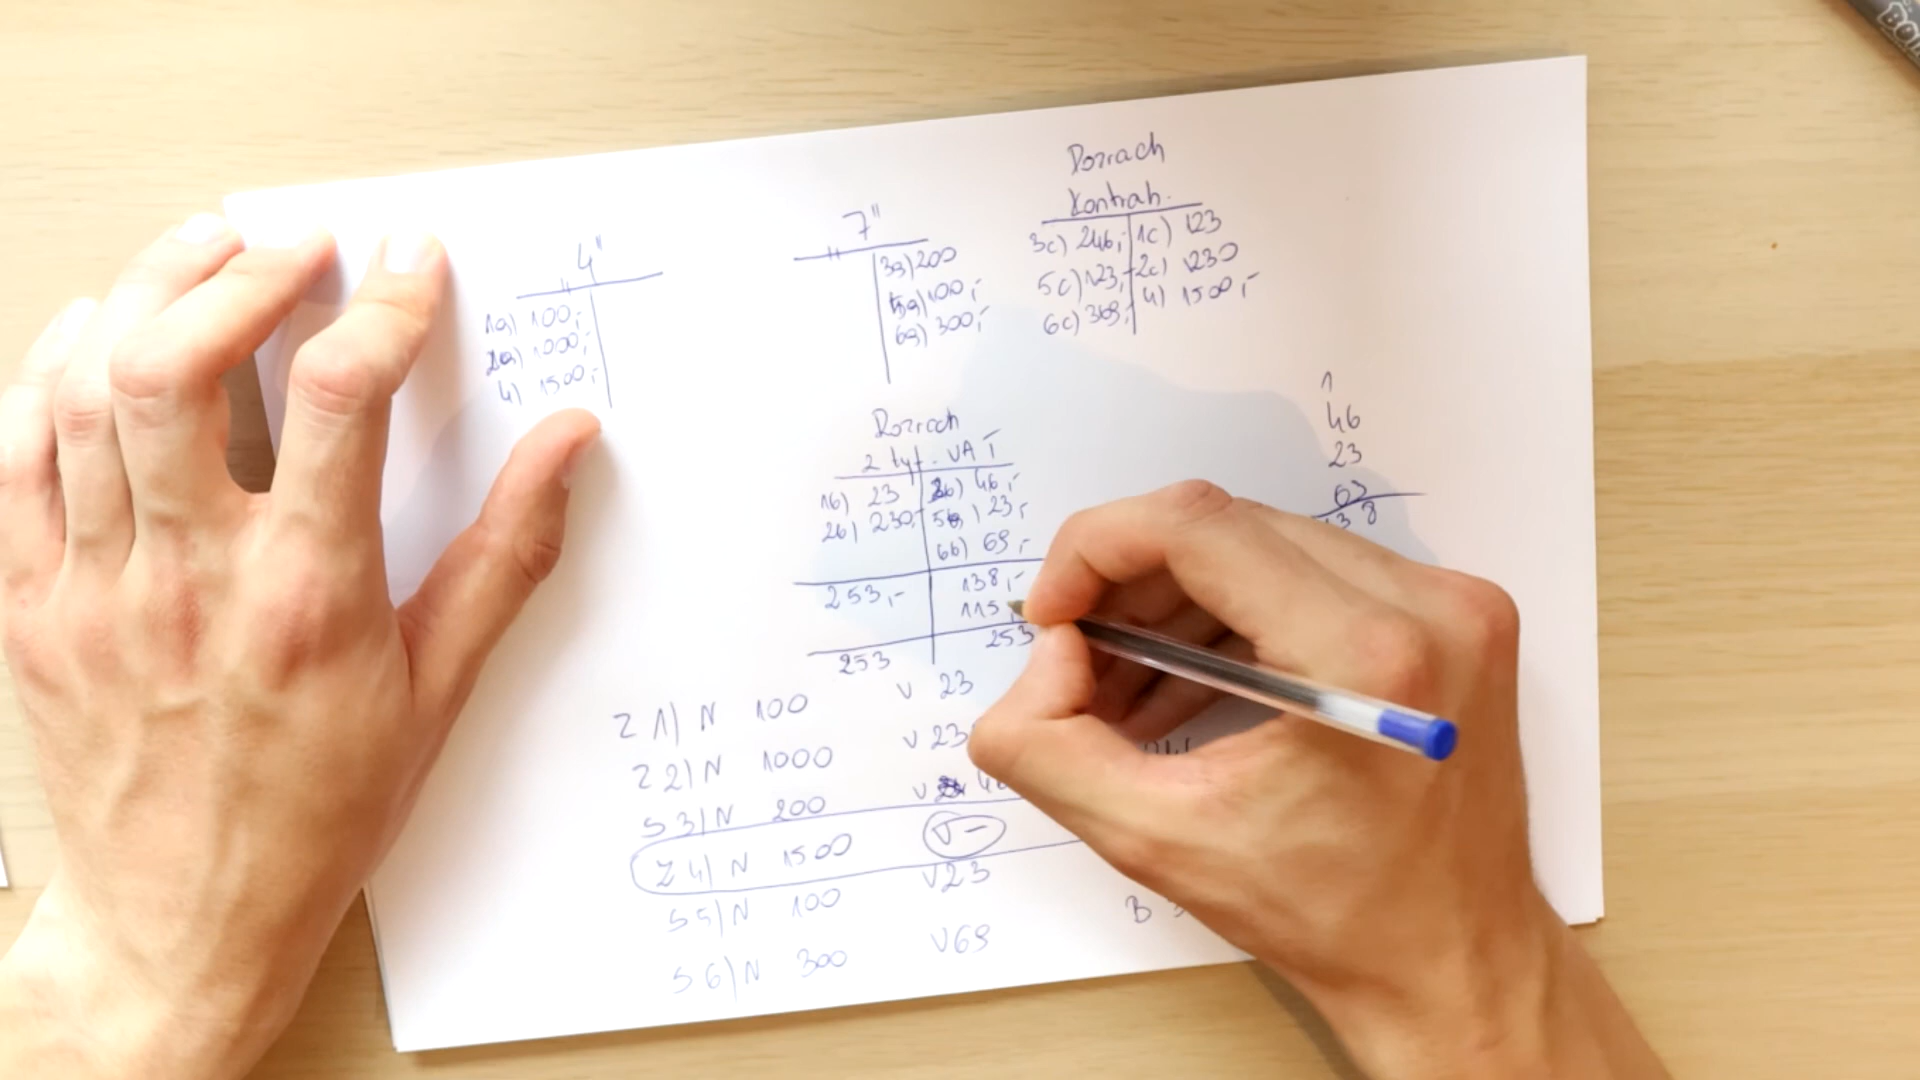 4"
1a) 100,-
2a) 1000,-
4) 1500,-
7"
3a) 200
5a) 100,-
6a) 300,-
Rozrach
Kontrah.
3c) 246,- 1c) 123
5c) 123,- 2c) 1230
6c) 369,- 4) 1500,-
Rozrach
z tyt. VAT
1b) 23 3b) 46,-
2b) 230,- 5b) 23,-
6b) 69,-
253,- 138,-
115,
253 253
1
46
23
69
138
Z 1) N 100 V 23
Z 2) N 1000 V 23
S 3) N 200 V
Z 4) N 1500 V -
S 5) N 100 V 23
S 6) N 300 V 69
B